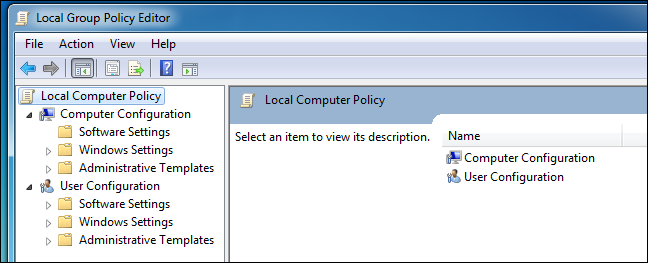 Local Group Policy Editor
File Action View Help
Local Computer Policy
Computer Configuration
Software Settings
Windows Settings
Administrative Templates
User Configuration
Software Settings
Windows Settings
Administrative Templates
Local Computer Policy
Select an item to view its description.
Name
Computer Configuration
User Configuration